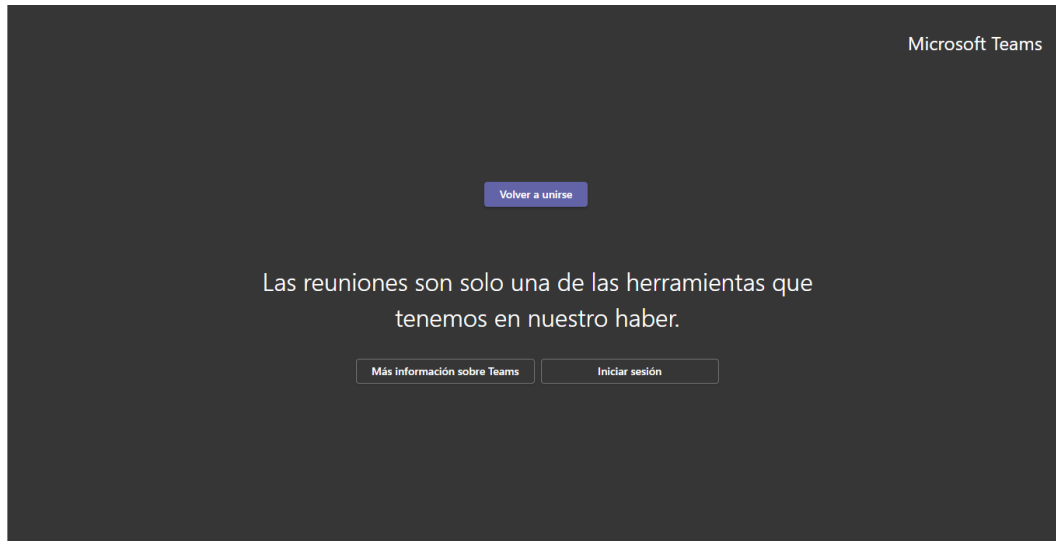 Microsoft Teams
Volver a unirse
Las reuniones son solo una de las herramientas que
tenemos en nuestro haber.
Más información sobre Teams
Iniciar sesión